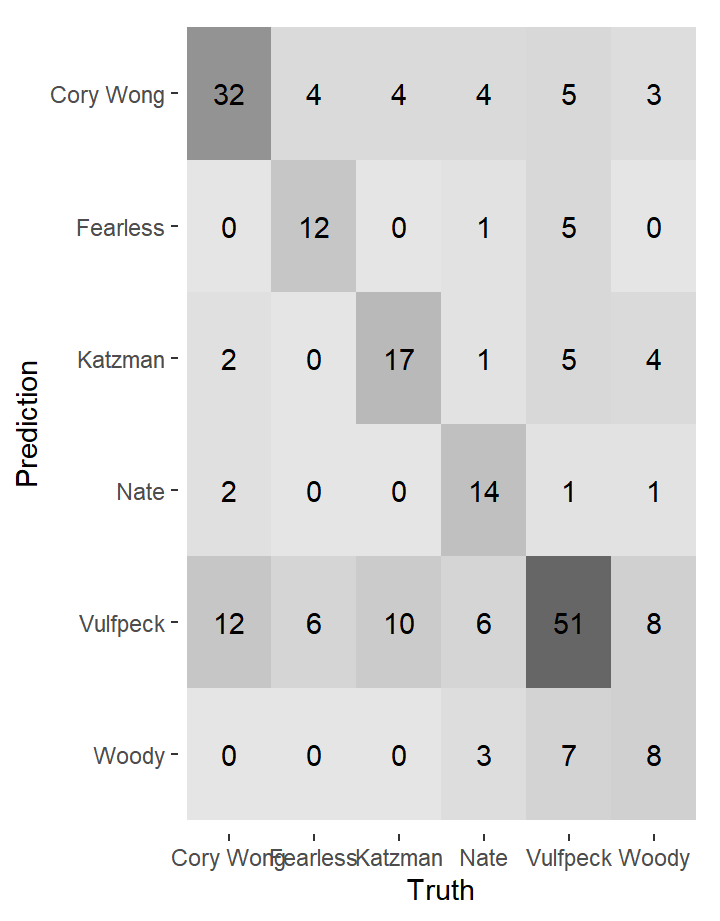 Cory Wong 32 4 4 4 5 3
Fearless 0 12 0 1 5 0
Katzman 2 0 17 1 5 4
Prediction
Nate 2 0 0 14 1 1
Vulfpeck 12 6 10 6 51 8
Woody 0 0 0 3 7 8
Cory Wong Fearless Katzman Nate Vulfpeck Woody
Truth